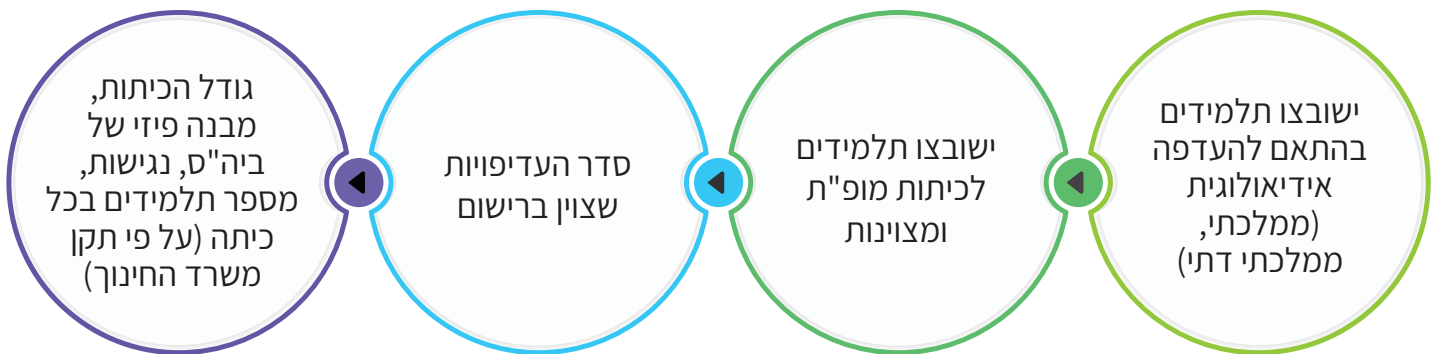 ישובצו תלמידים
בהתאם להעדפה
אידיאולוגית
(ממלכתי,
ממלכתי דתי)
ישובצו תלמידים
לכיתות מופ"ת
ומצוינות
סדר העדיפויות
שצוין ברישום
גודל הכיתות,
מבנה פיזי של
ביה"ס, נגישות,
מספר תלמידים בכל
כיתה (על פי תקן
משרד החינוך)